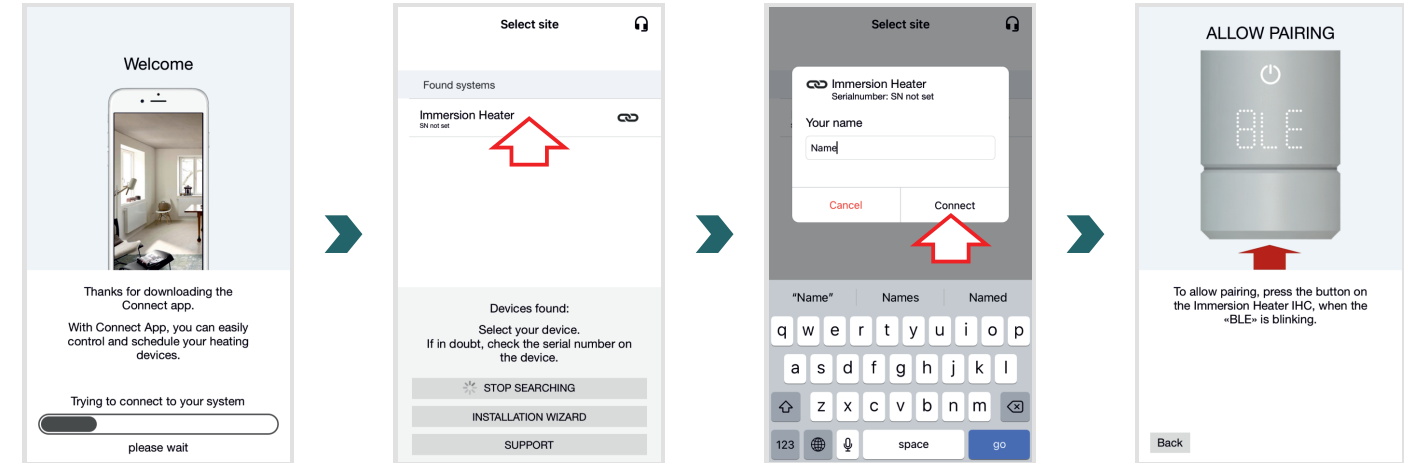 Welcome
Thanks for downloading the
Connect app.
With Connect App, you can easily
control and schedule your heating
devices.
Trying to connect to your system
please wait
Select site
Found systems
Immersion Heater
SN not set
Devices found:
Select your device.
If in doubt, check the serial number on
the device.
STOP SEARCHING
INSTALLATION WIZARD
SUPPORT
Select site
Immersion Heater
Serialnumber: SN not set
Your name
Name
Cancel Connect
"Name" Names Named
q w e r t y u i o p
a s d f g h j k l
z x c v b n m
123 space go
ALLOW PAIRING
BLE
To allow pairing, press the button on
the Immersion Heater IHC, when the
«BLE» is blinking.
Back